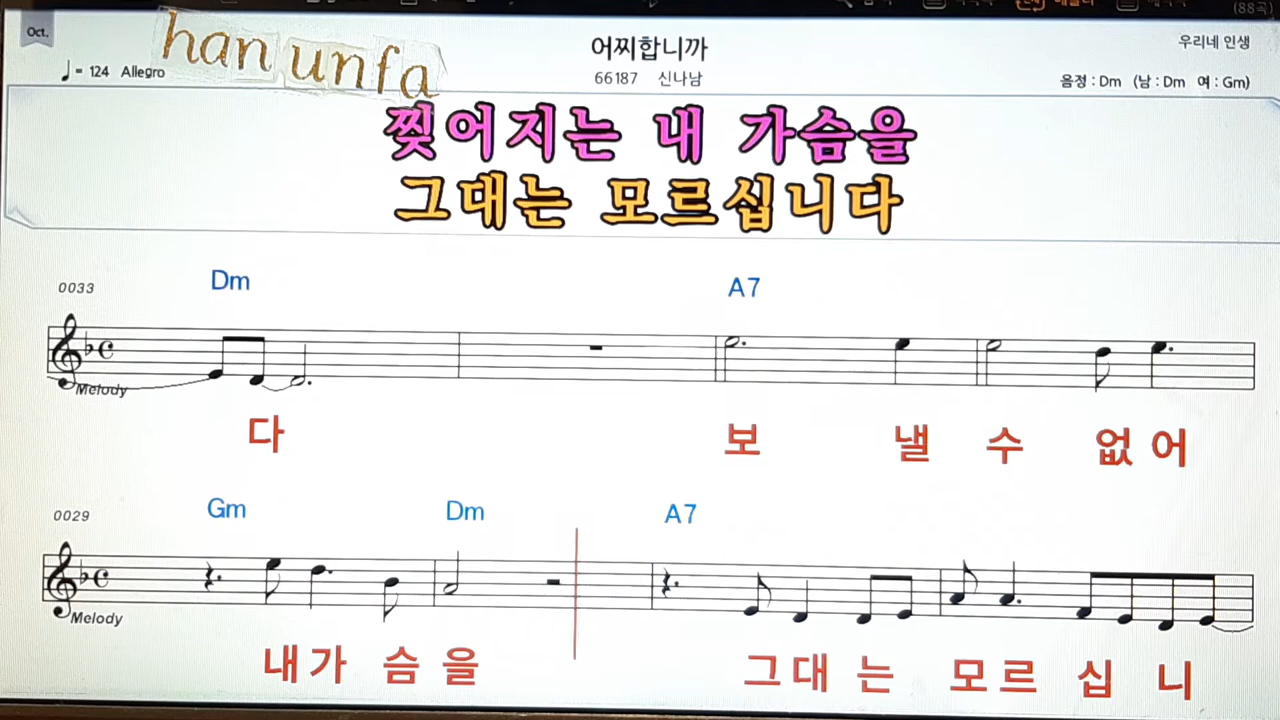 (88곡)
Oct.
han unfa
어찌합니까
우리네 인생
♩= 124 Allegro
66187 신나남
음정 : Dm (남 : Dm 여 : Gm)
찢어지는 내 가슴을
그대는 모르십니다
0033
Dm
A7
Melody
다 보 낼 수 없 어
0029
Gm Dm A7
Melody
내 가 슴 을 그 대 는 모 르 십 니